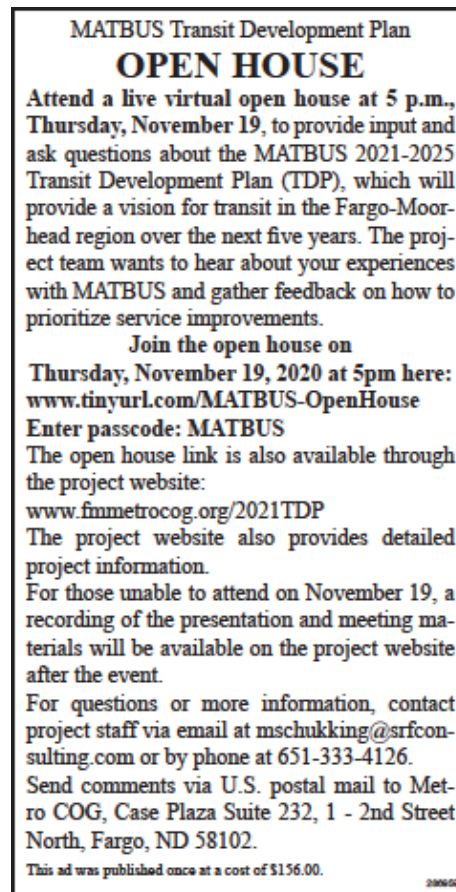 MATBUS Transit Development Plan
OPEN HOUSE
Attend a live virtual open house at 5 p.m.,
Thursday, November 19, to provide input and
ask questions about the MATBUS 2021-2025
Transit Development Plan (TDP), which will
provide a vision for transit in the Fargo-Moor-
head region over the next five years. The proj-
ect team wants to hear about your experiences
with MATBUS and gather feedback on how to
prioritize service improvements.
Join the open house on
Thursday, November 19, 2020 at 5pm here:
www.tinyurl.com/MATBUS-OpenHouse
Enter passcode: MATBUS
The open house link is also available through
the project website:
www.fmmetrocog.org/2021TDP
The project website also provides detailed
project information.
For those unable to attend on November 19, a
recording of the presentation and meeting ma-
terials will be available on the project website
after the event.
For questions or more information, contact
project staff via email at mschukking@srfcon-
sulting.com or by phone at 651-333-4126.
Send comments via U.S. postal mail to Met-
ro COG, Case Plaza Suite 232, 1 - 2nd Street
North, Fargo, ND 58102.
This ad was published once at a cost of $156.00.